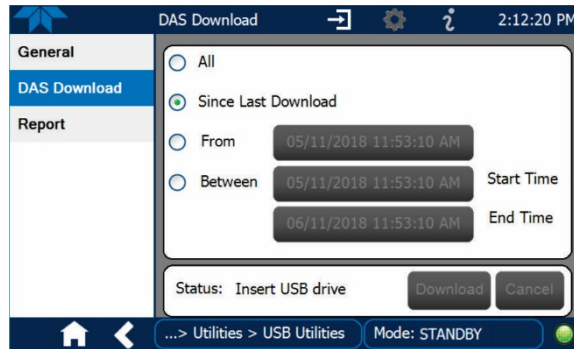 DAS Download
2:12:20 PM
General
DAS Download
Report
All
Since Last Download
From 05/11/2018 11:53:10 AM
Between 05/11/2018 11:53:10 AM Start Time
06/11/2018 11:53:10 AM End Time
Status: Insert USB drive Download Cancel
...> Utilities > USB Utilities Mode: STANDBY